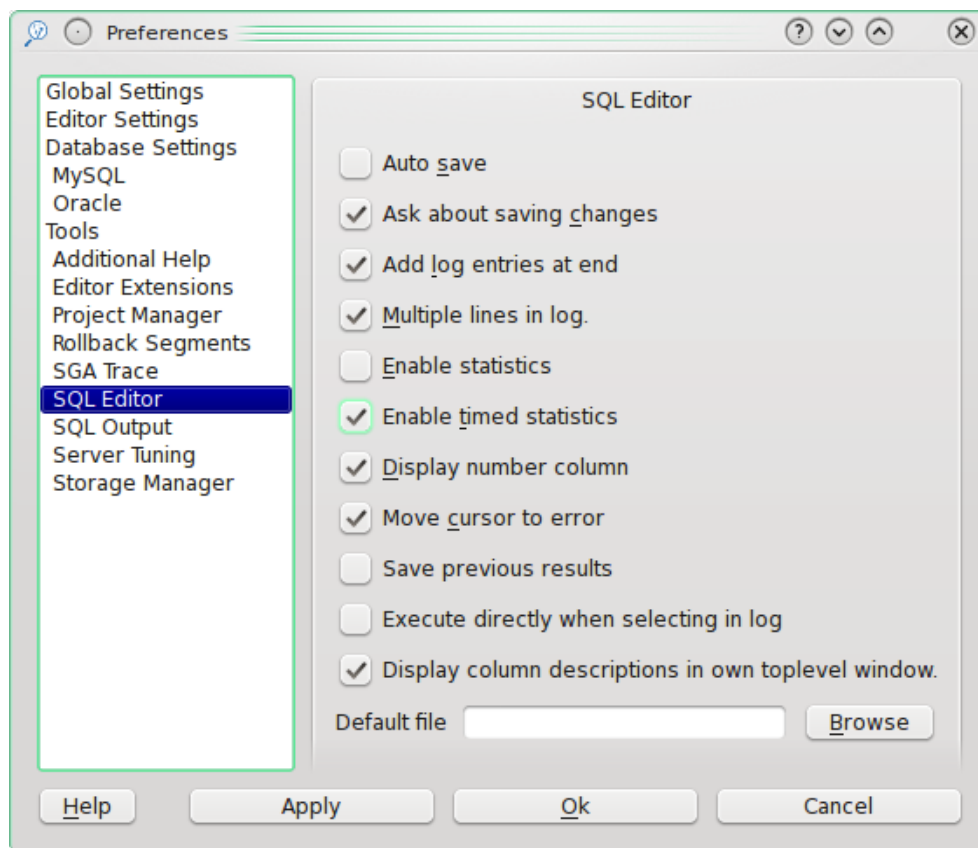 Preferences
Global Settings
Editor Settings
Database Settings
MySQL
Oracle
Tools
Additional Help
Editor Extensions
Project Manager
Rollback Segments
SGA Trace
SQL Editor
SQL Output
Server Tuning
Storage Manager
SQL Editor
Auto save
Ask about saving changes
Add log entries at end
Multiple lines in log.
Enable statistics
Enable timed statistics
Display number column
Move cursor to error
Save previous results
Execute directly when selecting in log
Display column descriptions in own toplevel window.
Default file Browse
Help Apply Ok Cancel